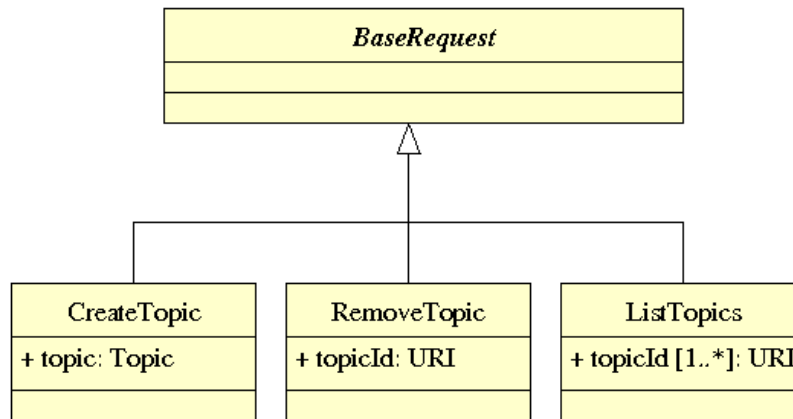 BaseRequest
CreateTopic
+ topic: Topic
RemoveTopic
+ topicId: URI
ListTopics
+ topicId [1..*]: URI